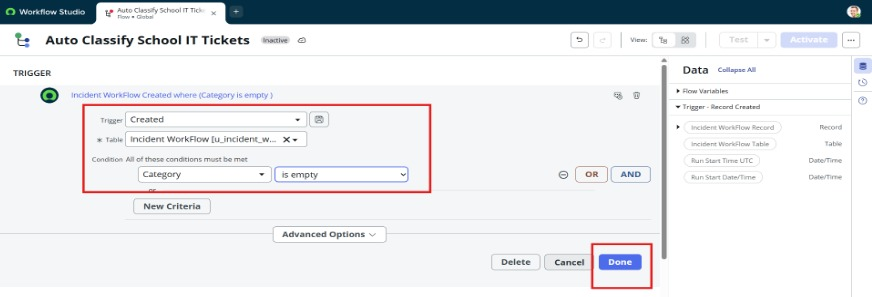 Workflow Studio
Auto Classify School IT Tick
Flow • Global
Auto Classify School IT Tickets
Inactive
View:
Test
Activate
TRIGGER
Incident WorkFlow Created where (Category is empty )
Trigger
Created
* Table
Incident WorkFlow [u_incident_w...
Condition
All of these conditions must be met
Category
is empty
OR
AND
or
New Criteria
Advanced Options
Delete
Cancel
Done
Data
Collapse All
Flow Variables
Trigger - Record Created
Incident WorkFlow Record
Record
Incident WorkFlow Table
Table
Run Start Time UTC
Date/Time
Run Start Date/Time
Date/Time